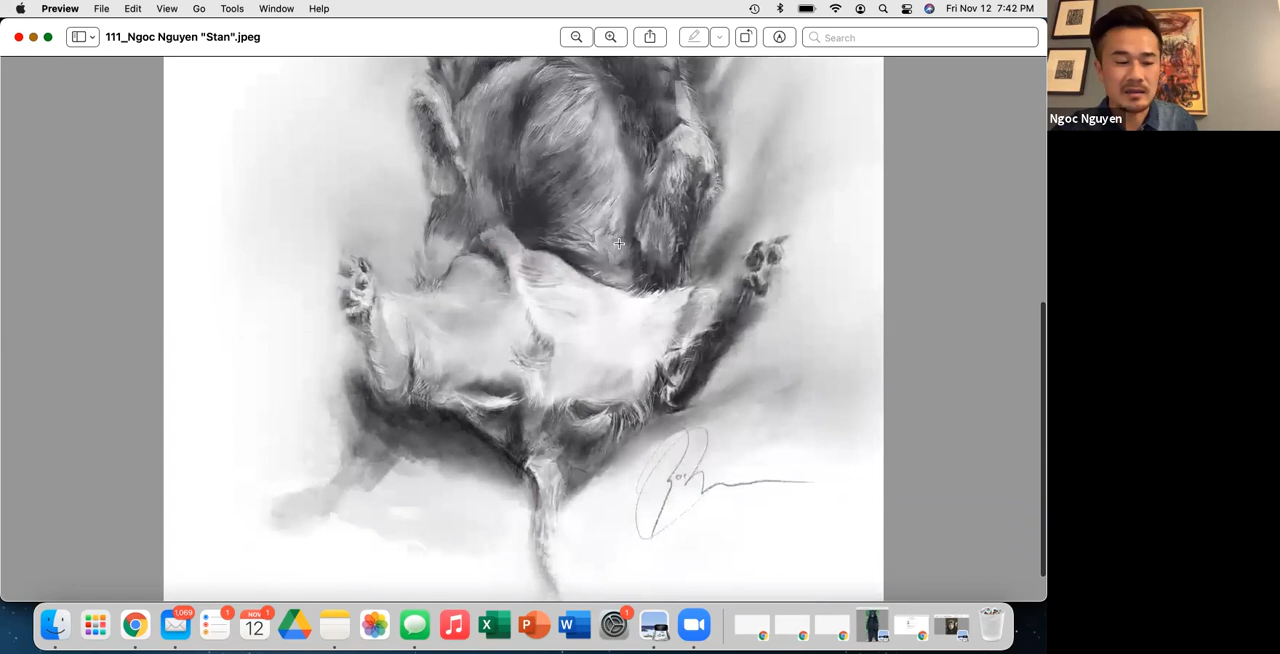 Preview File Edit View Go Tools Window Help Fri Nov 12 7:42 PM
111_Ngoc Nguyen "Stan".jpeg
Search
Ngoc Nguyen
1,069
1
NOV 1
12
1
X P W